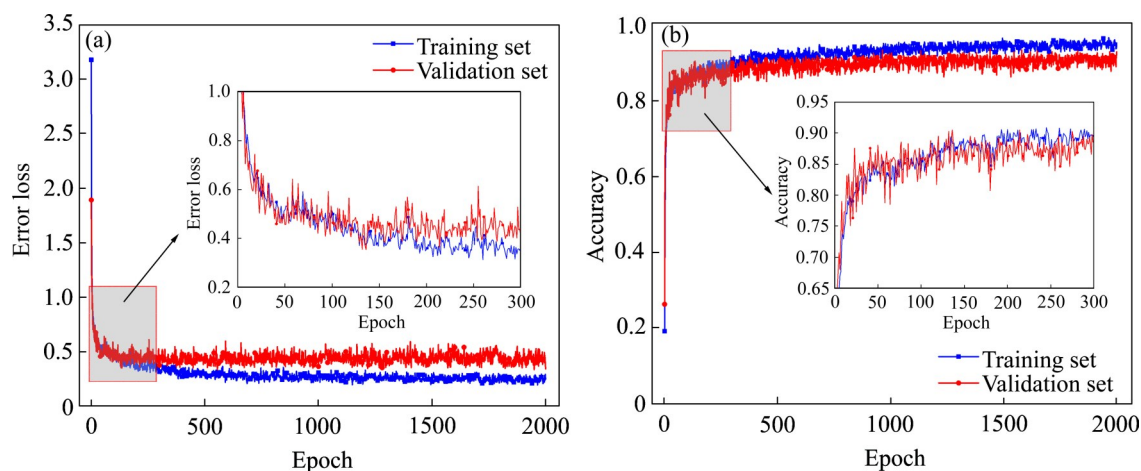 (a)
Training set
Validation set
3.5
3.0
2.5
2.0
1.5
1.0
0.5
0
Error loss
0 500 1000 1500 2000
Epoch
1.0
0.8
0.6
0.4
0.2
Error loss
0 50 100 150 200 250 300
Epoch
(b)
1.0
0.8
0.6
0.4
0.2
0
Accuracy
0 500 1000 1500 2000
Epoch
0.95
0.90
0.85
0.80
0.75
0.70
0.65
Accuracy
0 50 100 150 200 250 300
Epoch
Training set
Validation set